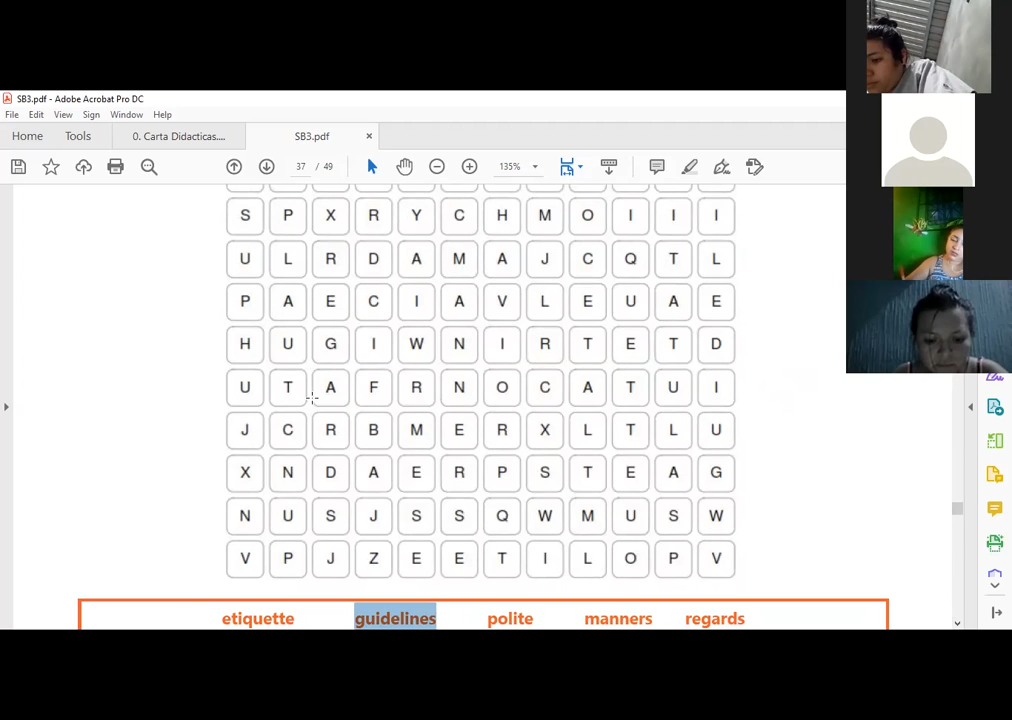 SB3.pdf - Adobe Acrobat Pro DC
File Edit View Sign Window Help
Home Tools 0. Carta Didacticas.... SB3.pdf ×
37 / 49 135%
S P X R Y C H M O I I I
U L R D A M A J C Q T L
P A E C I A V L E U A E
H U G I W N I R T E T D
U T A F R N O C A T U I
J C R B M E R X L T L U
X N D A E R P S T E A G
N U S J S S Q W M U S W
V P J Z E E T I L O P V
etiquette guidelines polite manners regards